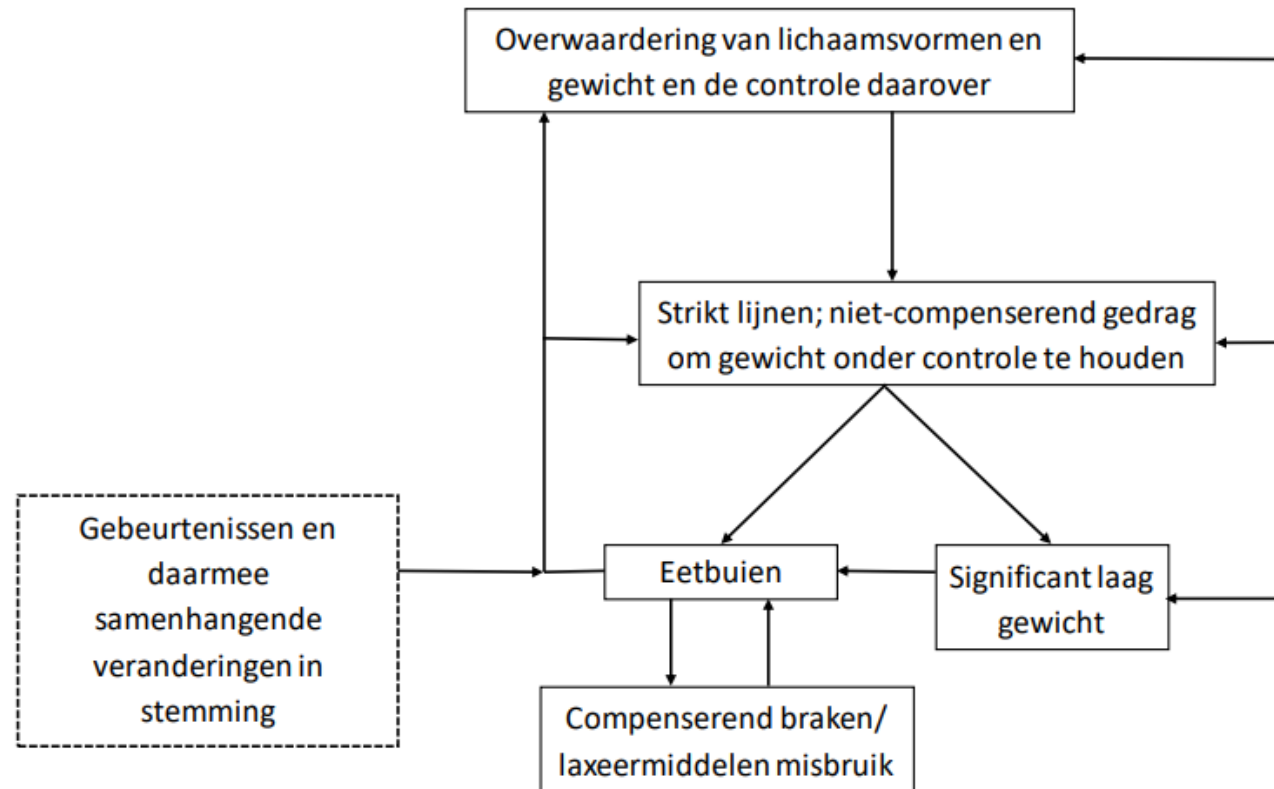 Overwaardering van lichaamsvormen en
gewicht en de controle daarover
Strikt lijnen; niet-compenserend gedrag
om gewicht onder controle te houden
Gebeurtenissen en
daarmee
samenhangende
veranderingen in
stemming
Eetbuien
Significant laag
gewicht
Compenserend braken/
laxeermiddelen misbruik